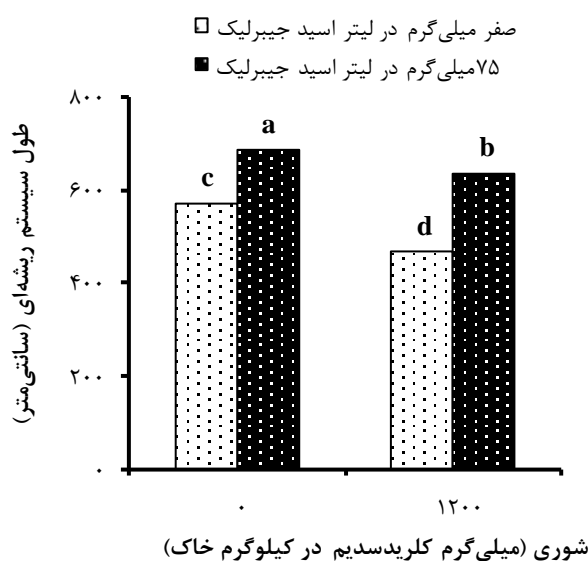 صفر میلی‌گرم در لیتر اسید جیبرلیک
۷۵میلی‌گرم در لیتر اسید جیبرلیک
طول سیستم ریشه‌ای (سانتی‌متر)
۸۰۰
۶۰۰
۴۰۰
۲۰۰
۰
c
a
d
b
۰
۱۲۰۰
شوری (میلی‌گرم کلریدسدیم در کیلوگرم خاک)